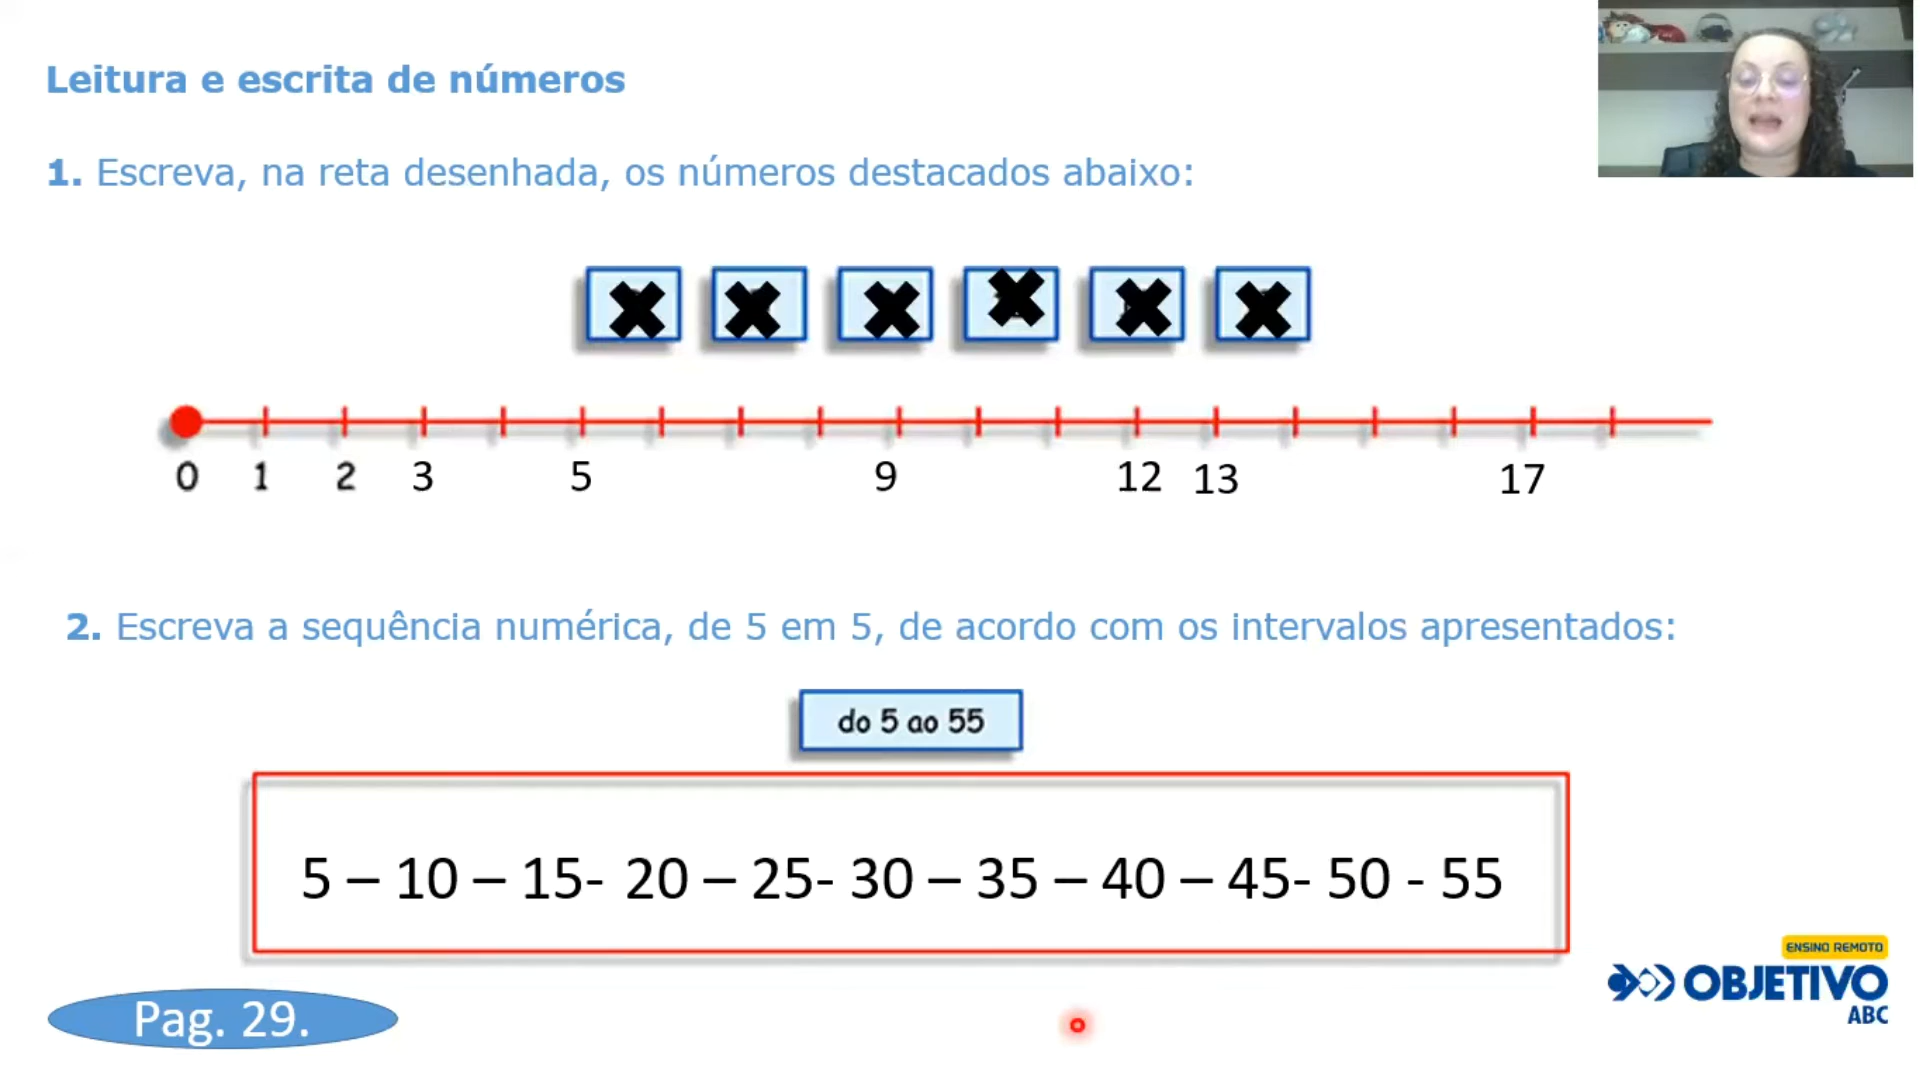 Leitura e escrita de números
1. Escreva, na reta desenhada, os números destacados abaixo:
0 1 2 3 5 9 12 13 17
2. Escreva a sequência numérica, de 5 em 5, de acordo com os intervalos apresentados:
do 5 ao 55
5 – 10 – 15- 20 – 25- 30 – 35 – 40 – 45- 50 - 55
Pag. 29.
ENSINO REMOTO
OBJETIVO
ABC